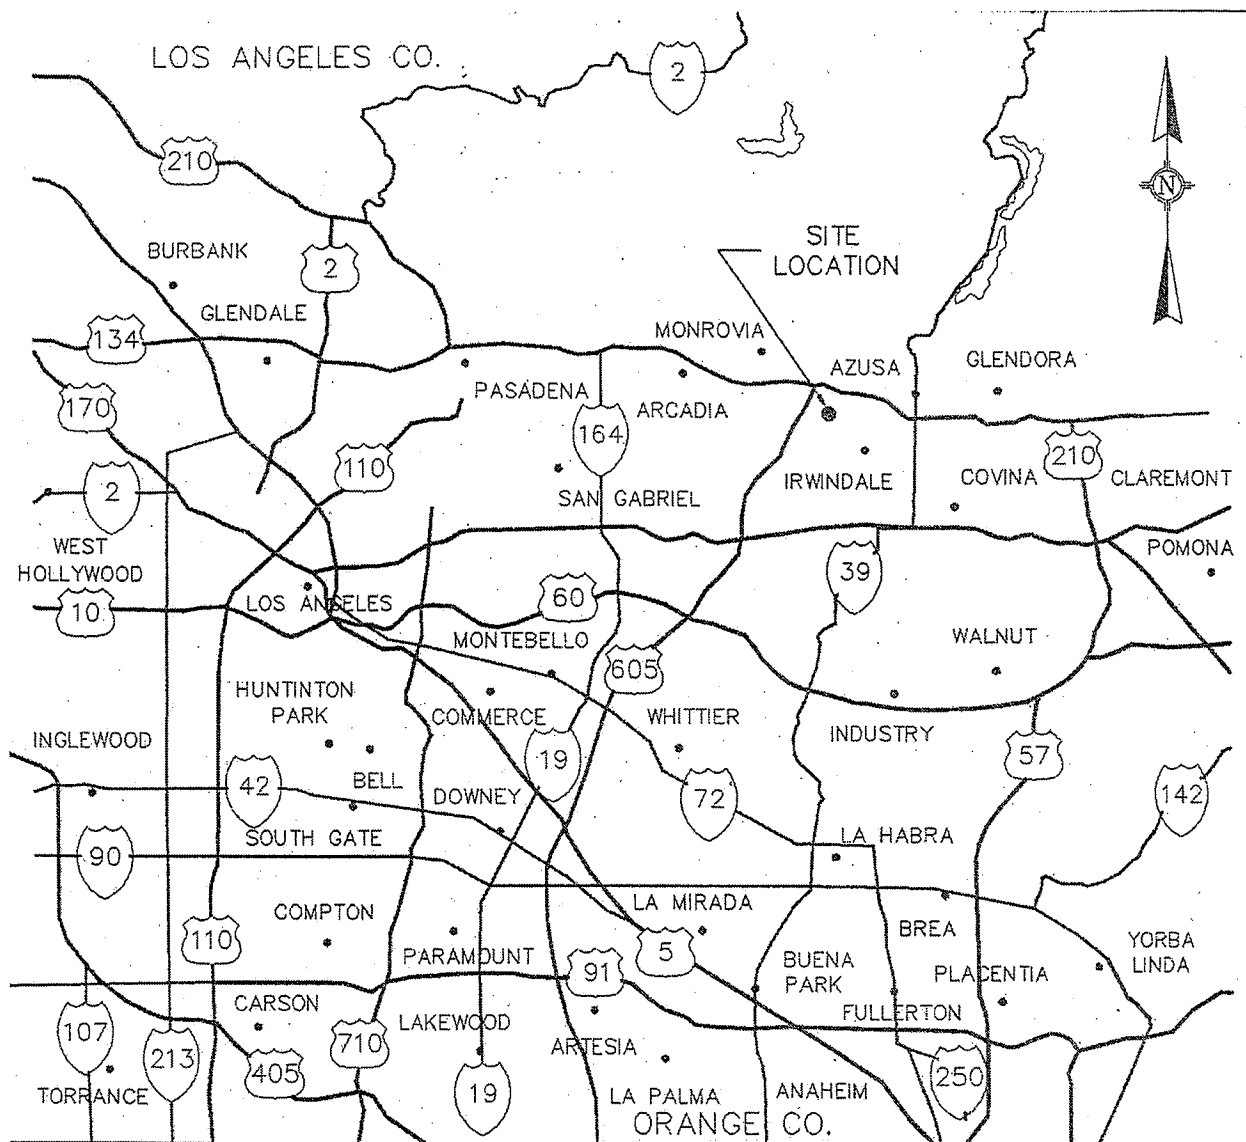 LOS ANGELES CO.
2
210
N
SITE
LOCATION
BURBANK
2
GLENDALE
134
MONROVIA
AZUSA
GLENDORA
PASADENA
ARCADIA
170
164
110
210
2
IRWINDALE
COVINA
CLAREMONT
SAN GABRIEL
WEST
HOLLYWOOD
39
POMONA
10
LOS ANGELES
60
MONTEBELLO
WALNUT
605
HUNTINTON
PARK
COMMERCE
WHITTIER
INDUSTRY
INGLEWOOD
19
57
42
BELL
DOWNEY
72
142
SOUTH GATE
LA HABRA
90
COMPTON
LA MIRADA
BREA
110
PARAMOUNT
5
BUENA
PARK
YORBA
LINDA
91
PLACENTIA
CARSON
LAKEWOOD
FULLERTON
107
213
710
ARTESIA
405
250
TORRANCE
19
LA PALMA
ANAHEIM
ORANGE CO.